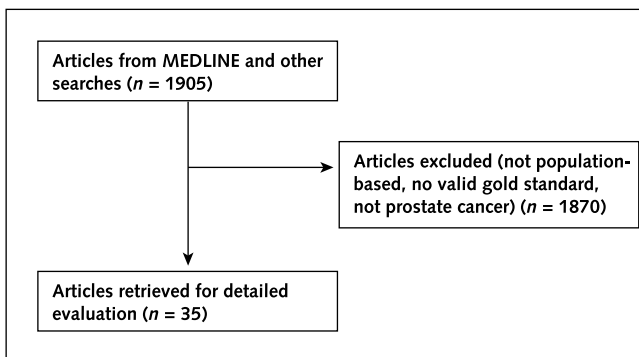 Articles from MEDLINE and other
searches (n = 1905)
Articles excluded (not population-
based, no valid gold standard,
not prostate cancer) (n = 1870)
Articles retrieved for detailed
evaluation (n = 35)